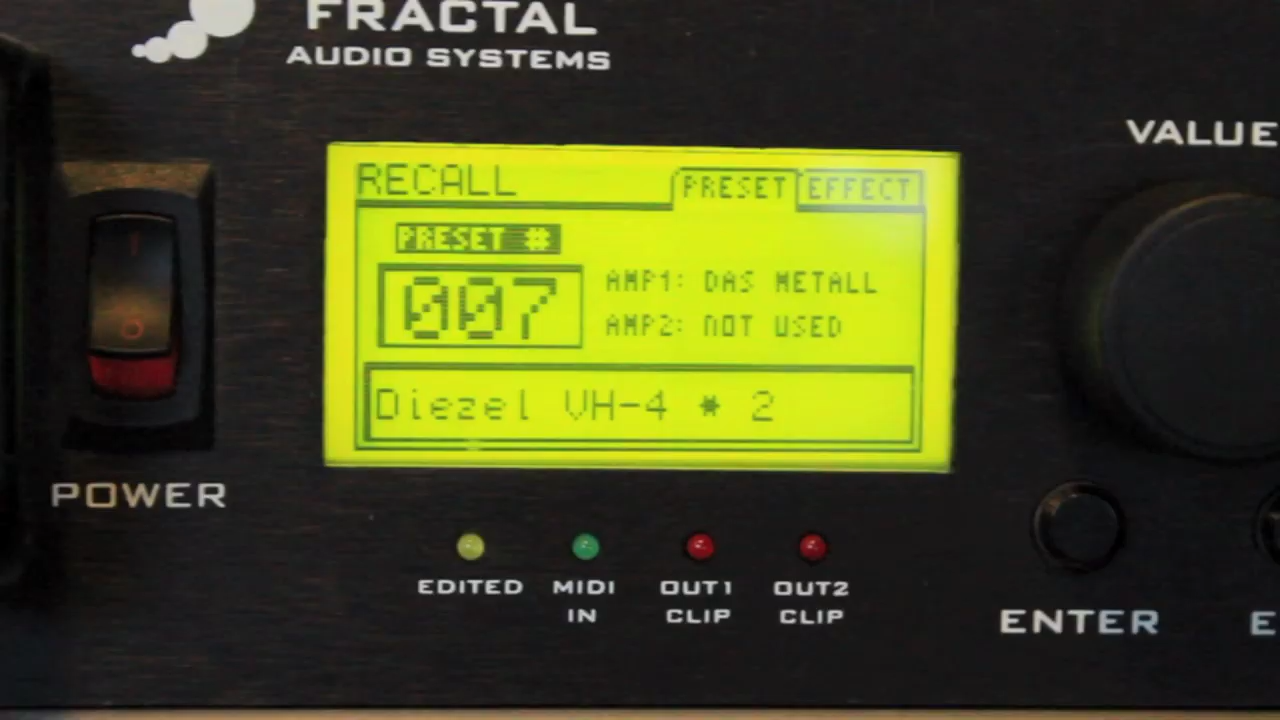 FRACTAL
AUDIO SYSTEMS
VALUE
RECALL
PRESET EFFECT
PRESET #
007
AMP1: DAS METALL
AMP2: NOT USED
Diezel VH-4 * 2
POWER
EDITED
MIDI
IN
OUT1
CLIP
OUT2
CLIP
ENTER
E